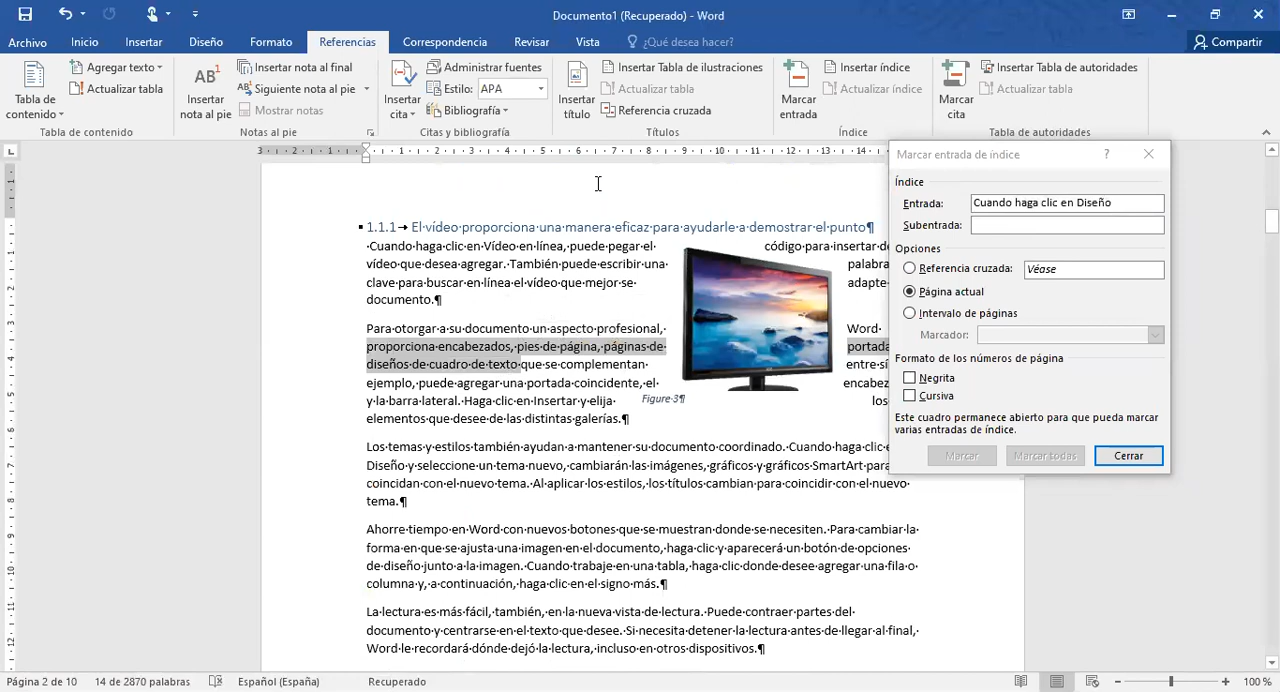 Documento1 (Recuperado) - Word
Archivo Inicio Insertar Diseño Formato Referencias Correspondencia Revisar Vista ¿Qué desea hacer? Compartir
Tabla de contenido
Agregar texto
Actualizar tabla
Tabla de contenido
AB1
Insertar nota al pie
Insertar nota al final
Siguiente nota al pie
Mostrar notas
Notas al pie
Insertar cita
Administrar fuentes
Estilo: APA
Bibliografía
Citas y bibliografía
Insertar título
Insertar Tabla de ilustraciones
Actualizar tabla
Referencia cruzada
Títulos
Marcar entrada
Insertar índice
Actualizar índice
Índice
Marcar cita
Insertar Tabla de autoridades
Actualizar tabla
Tabla de autoridades
3 2 1 1 2 3 4 5 6 7 8 9 10 11 12 13 14
1.1.1 El vídeo proporciona una manera eficaz para ayudarle a demostrar el punto¶
Cuando haga clic en Vídeo en línea, puede pegar el código para insertar de
vídeo que desea agregar. También puede escribir una palabra
clave para buscar en línea el vídeo que mejor se adapte
documento.¶
Para otorgar a su documento un aspecto profesional, Word
proporciona encabezados, pies de página, páginas de portada
diseños de cuadro de texto que se complementan entre sí
ejemplo, puede agregar una portada coincidente, el encabez
y la barra lateral. Haga clic en Insertar y elija los
elementos que desee de las distintas galerías.¶
Figure 3¶
Los temas y estilos también ayudan a mantener su documento coordinado. Cuando haga
Diseño y seleccione un tema nuevo, cambiarán las imágenes, gráficos y gráficos SmartArt para
coincidan con el nuevo tema. Al aplicar los estilos, los títulos cambian para coincidir con el nuevo
tema.¶
Ahorre tiempo en Word con nuevos botones que se muestran donde se necesiten. Para cambiar la
forma en que se ajusta una imagen en el documento, haga clic y aparecerá un botón de opciones
de diseño junto a la imagen. Cuando trabaje en una tabla, haga clic donde desee agregar una fila o
columna y, a continuación, haga clic en el signo más.¶
La lectura es más fácil, también, en la nueva vista de lectura. Puede contraer partes del
documento y centrarse en el texto que desee. Si necesita detener la lectura antes de llegar al final,
Word le recordará dónde dejó la lectura, incluso en otros dispositivos.¶
Marcar entrada de índice ?
Índice
Entrada: Cuando haga clic en Diseño
Subentrada:
Opciones
Referencia cruzada: Véase
Página actual
Intervalo de páginas
Marcador:
Formato de los números de página
Negrita
Cursiva
Este cuadro permanece abierto para que pueda marcar
varias entradas de índice.
Marcar Marcar todas Cerrar
Página 2 de 10 14 de 2870 palabras Español (España) Recuperado 100 %